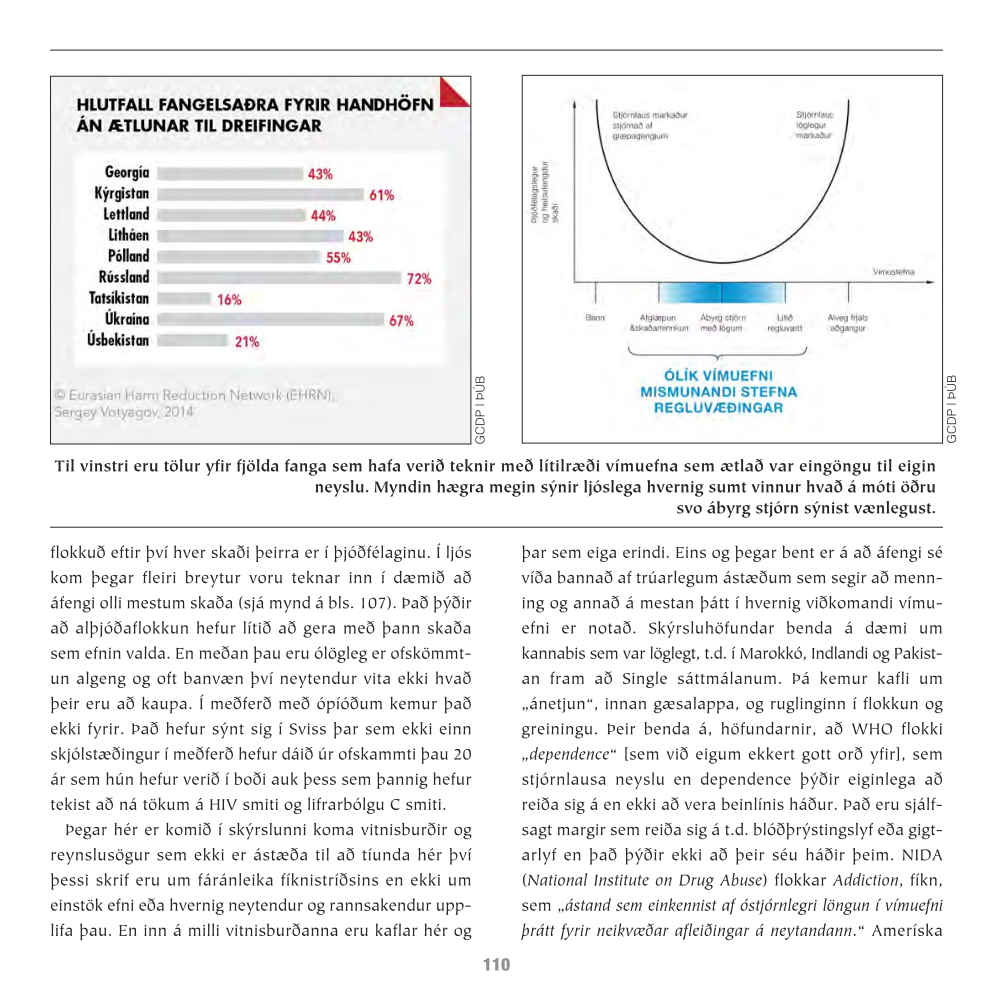 HLUTFALL FANGELSAÐRA FYRIR HANDHÖFN
ÁN ÆTLUNAR TIL DREIFINGAR
Georgía 43%
Kýrgistan 61%
Lettland 44%
Litháen 43%
Pólland 55%
Rússland 72%
Tatsíkistan 16%
Úkraína 67%
Úsbekistan 21%
© Eurasian Harm Reduction Network (EHRN),
Sergey Votyagov, 2014
GCDP | ÞÚB
Stjórnlaus markaður
stjórnað af
glæpagengjum
Stjórnlaus
löglegur
markaður
Þjóðfélagslegur
og heilsutengdur
skaði
Vímustefna
Bann
Afglæpun
&skaðaminnkun
Ábyrg stjórn
með lögum
Lítið
regluvætt
Alveg frjáls
aðgangur
ÓLÍK VÍMUEFNI
MISMUNANDI STEFNA
REGLUVÆÐINGAR
GCDP | ÞÚB
Til vinstri eru tölur yfir fjölda fanga sem hafa verið teknir með lítilræði vímuefna sem ætlað var eingöngu til eigin
neyslu. Myndin hægra megin sýnir ljóslega hvernig sumt vinnur hvað á móti öðru
svo ábyrg stjórn sýnist vænlegust.
flokkuð eftir því hver skaði þeirra er í þjóðfélaginu. Í ljós
kom þegar fleiri breytur voru teknar inn í dæmið að
áfengi olli mestum skaða (sjá mynd á bls. 107). Það þýðir
að alþjóðaflokkun hefur lítið að gera með þann skaða
sem efnin valda. En meðan þau eru ólögleg er ofskömmt-
un algeng og oft banvæn því neytendur vita ekki hvað
þeir eru að kaupa. Í meðferð með ópíóðum kemur það
ekki fyrir. Það hefur sýnt sig í Sviss þar sem ekki einn
skjólstæðingur í meðferð hefur dáið úr ofskammti þau 20
ár sem hún hefur verið í boði auk þess sem þannig hefur
tekist að ná tökum á HIV smiti og lifrarbólgu C smiti.
Þegar hér er komið í skýrslunni koma vitnisburðir og
reynslusögur sem ekki er ástæða til að tíunda hér því
þessi skrif eru um fáránleika fíknistríðsins en ekki um
einstök efni eða hvernig neytendur og rannsakendur upp-
lifa þau. En inn á milli vitnisburðanna eru kaflar hér og
þar sem eiga erindi. Eins og þegar bent er á að áfengi sé
víða bannað af trúarlegum ástæðum sem segir að menn-
ing og annað á mestan þátt í hvernig viðkomandi vímu-
efni er notað. Skýrsluhöfundar benda á dæmi um
kannabis sem var löglegt, t.d. í Marokkó, Indlandi og Pakist-
an fram að Single sáttmálanum. Þá kemur kafli um
„ánetjun“, innan gæsalappa, og ruglinginn í flokkun og
greiningu. Þeir benda á, höfundarnir, að WHO flokki
„dependence“ [sem við eigum ekkert gott orð yfir], sem
stjórnlausa neyslu en dependence þýðir eiginlega að
reiða sig á en ekki að vera beinlínis háður. Það eru sjálf-
sagt margir sem reiða sig á t.d. blóðþrýstingslyf eða gigt-
arlyf en það þýðir ekki að þeir séu háðir þeim. NIDA
(National Institute on Drug Abuse) flokkar Addiction, fíkn,
sem „ástand sem einkennist af óstjórnlegri löngun í vímuefni
þrátt fyrir neikvæðar afleiðingar á neytandann.“ Ameríska
110